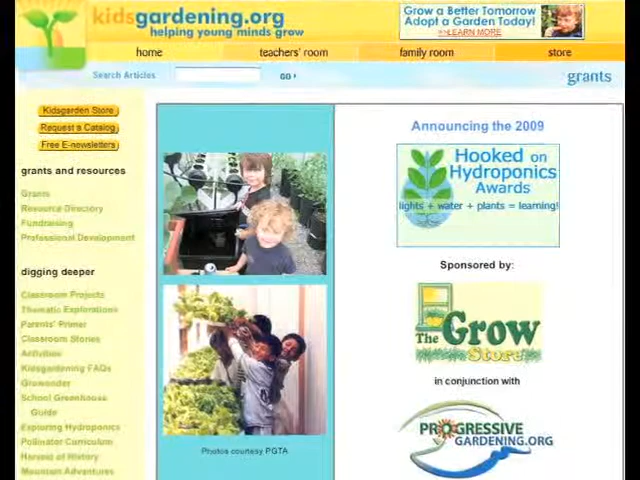 kidsgardening.org
helping young minds grow
Grow a Better Tomorrow
Adopt a Garden Today!
>>LEARN MORE
home
teachers' room
family room
store
Search Articles
GO
grants
Kidsgarden Store
Request a Catalog
Free E-newsletters
grants and resources
Grants
Resource Directory
Fundraising
Professional Development
digging deeper
Classroom Projects
Thematic Explorations
Parents' Primer
Classroom Stories
Activities
Kidsgardening FAQs
Growonder
School Greenhouse
Guide
Exploring Hydroponics
Pollinator Curriculum
Harvest of History
Mountain Adventures
Photos courtesy PGTA
Announcing the 2009
Hooked on
Hydroponics
Awards
lights + water + plants = learning!
Sponsored by:
The Grow
Store
in conjunction with
PROGRESSIVE
GARDENING.ORG